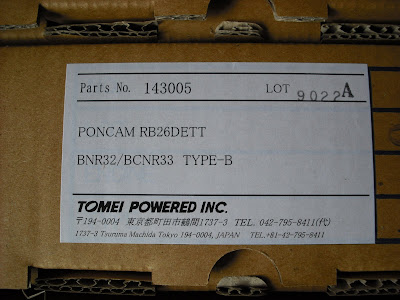 Parts No. 143005 LOT 9022A
PONCAM RB26DETT
BNR32/BCNR33 TYPE-B
TOMEI POWERED INC.
〒194-0004 東京都町田市鶴間1737-3 TEL. 042-795-8411(代)
1737-3 Tsuruma Machida Tokyo 194-0004, JAPAN TEL.+81-42-795-8411